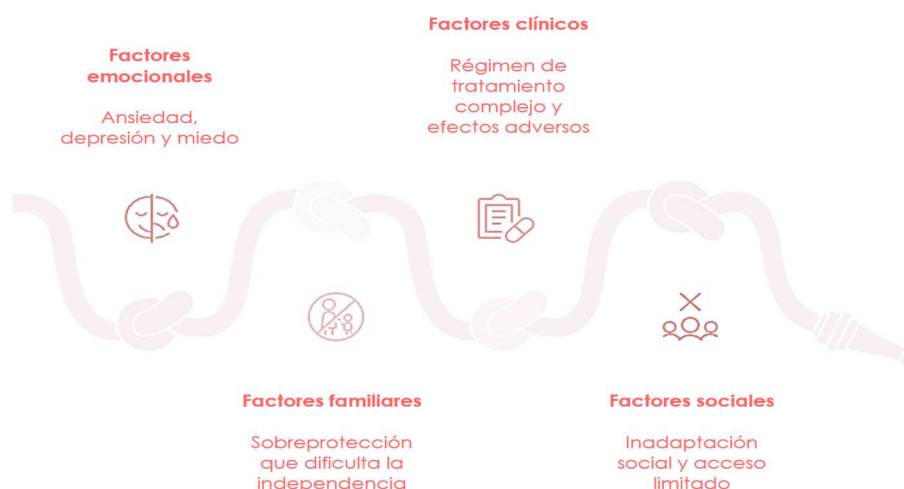 Factores
emocionales
Ansiedad,
depresión y miedo
Factores clínicos
Régimen de
tratamiento
complejo y
efectos adversos
Factores familiares
Sobreprotección
que dificulta la
independencia
Factores sociales
Inadaptación
social y acceso
limitado